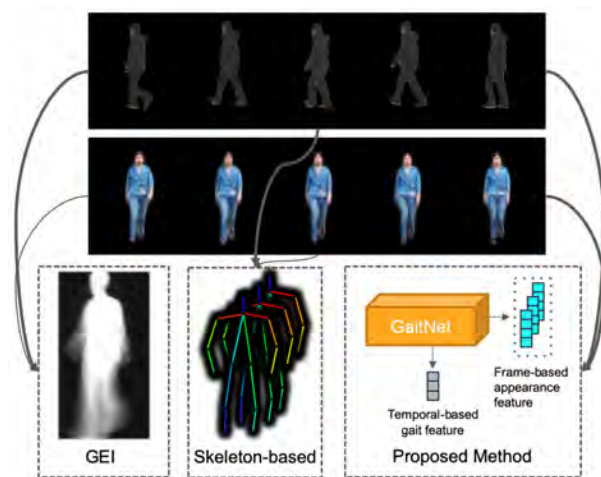 GaitNet
Frame-based
appearance
feature
Temporal-based
gait feature
GEI
Skeleton-based
Proposed Method